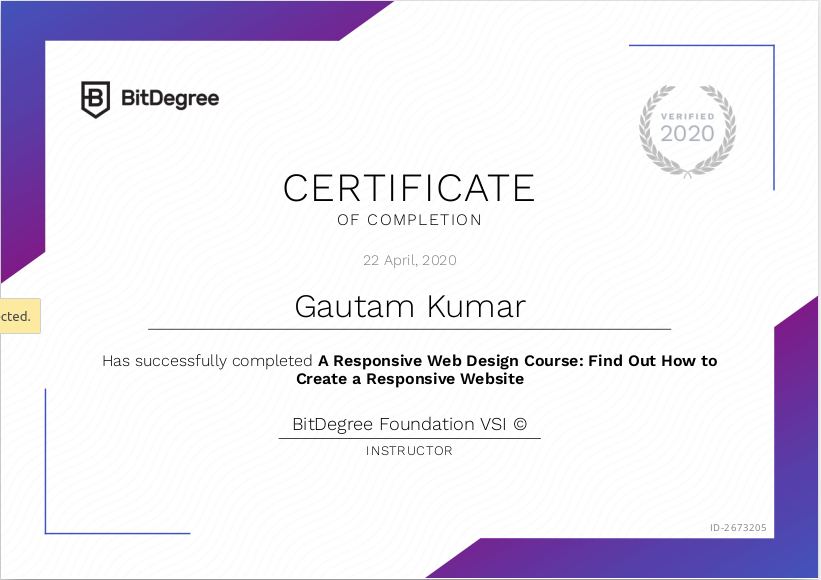 BitDegree
VERIFIED
2020
CERTIFICATE
OF COMPLETION
22 April, 2020
Gautam Kumar
cted.
Has successfully completed A Responsive Web Design Course: Find Out How to
Create a Responsive Website
BitDegree Foundation VSI ©
INSTRUCTOR
ID-2673205